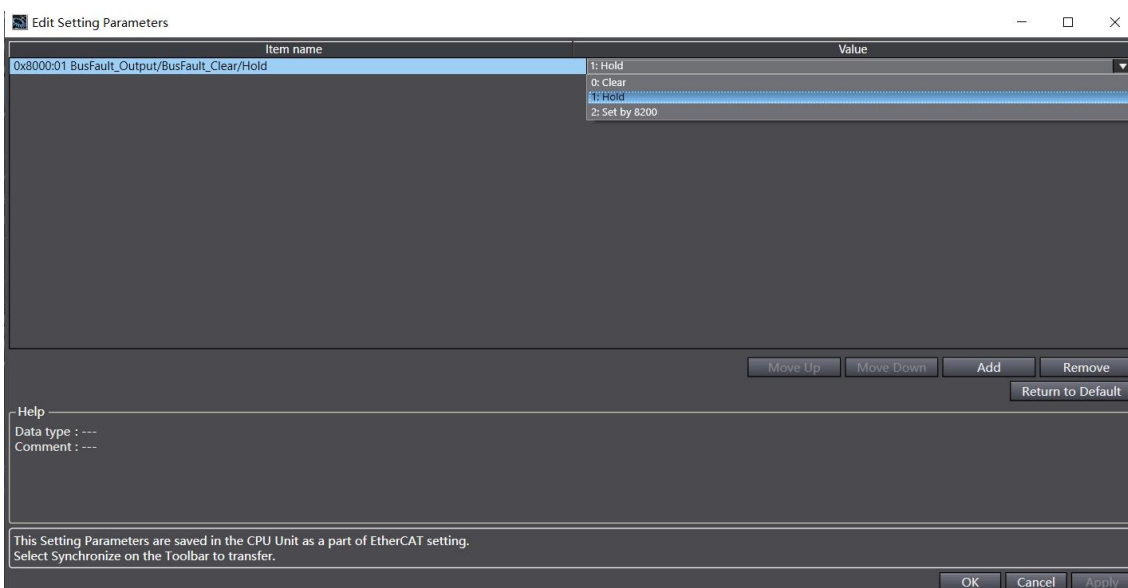 Edit Setting Parameters
Item name
Value
0x8000:01 BusFault_Output/BusFault_Clear/Hold
1: Hold
0: Clear
1: Hold
2: Set by 8200
Move Up
Move Down
Add
Remove
Return to Default
Help
Data type : ---
Comment : ---
This Setting Parameters are saved in the CPU Unit as a part of EtherCAT setting.
Select Synchronize on the Toolbar to transfer.
OK
Cancel
Apply